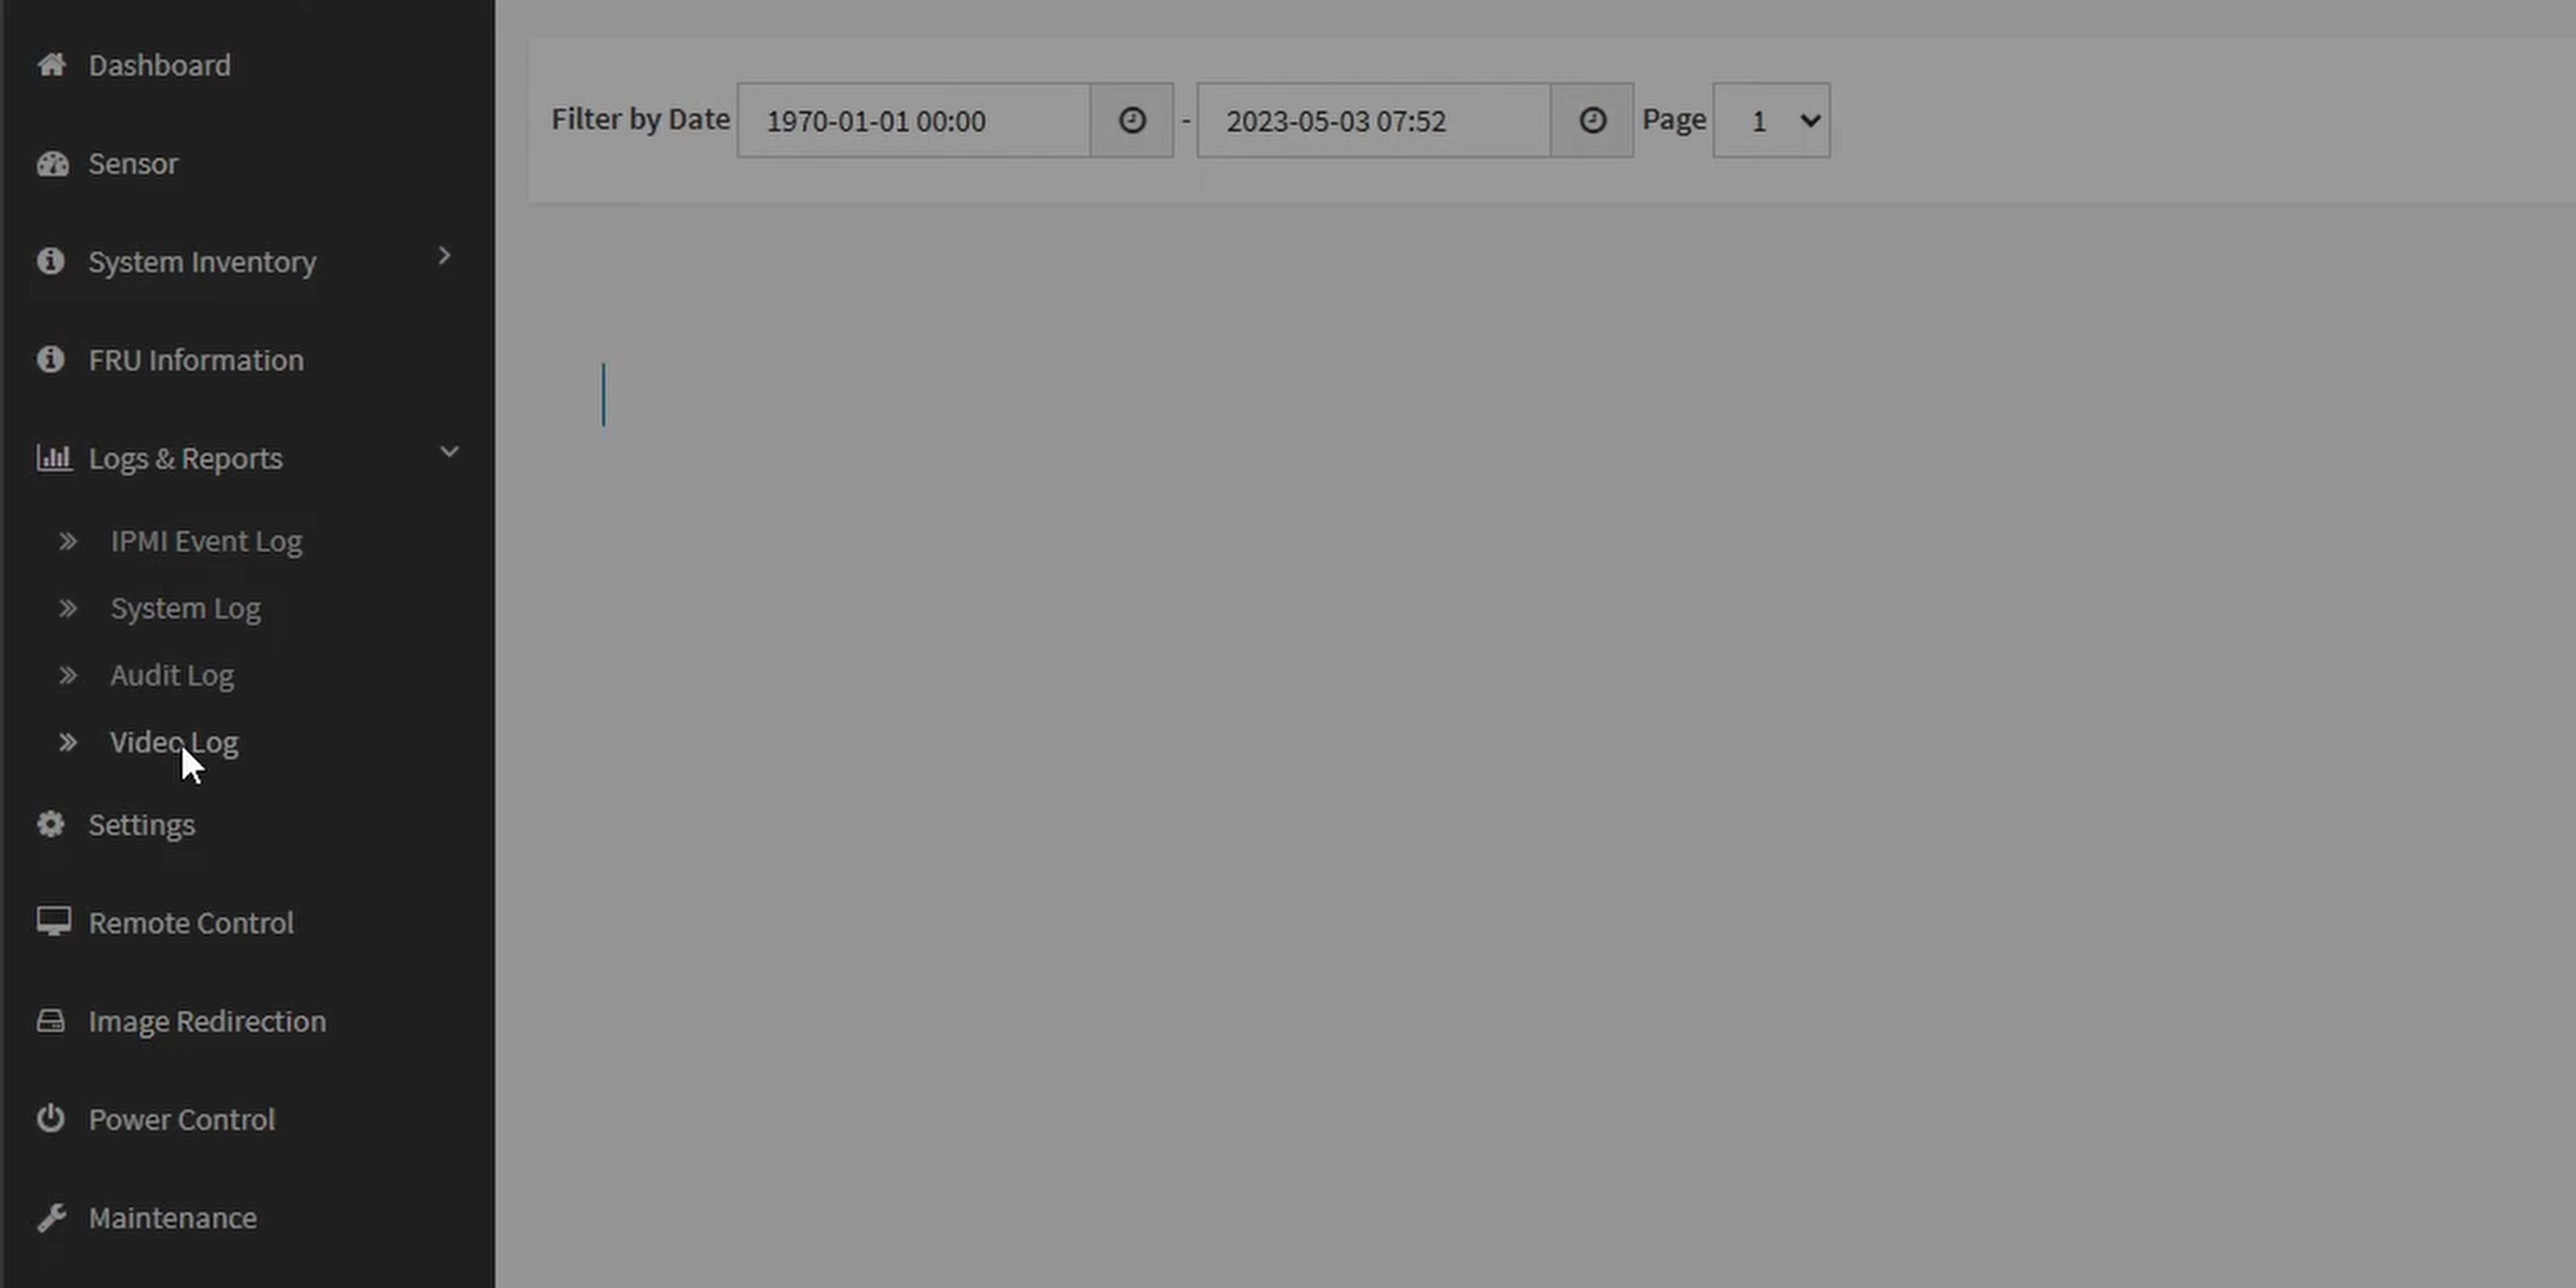 Dashboard
Sensor
System Inventory
FRU Information
Logs & Reports
IPMI Event Log
System Log
Audit Log
Video Log
Settings
Remote Control
Image Redirection
Power Control
Maintenance
Filter by Date 1970-01-01 00:00 - 2023-05-03 07:52 Page 1